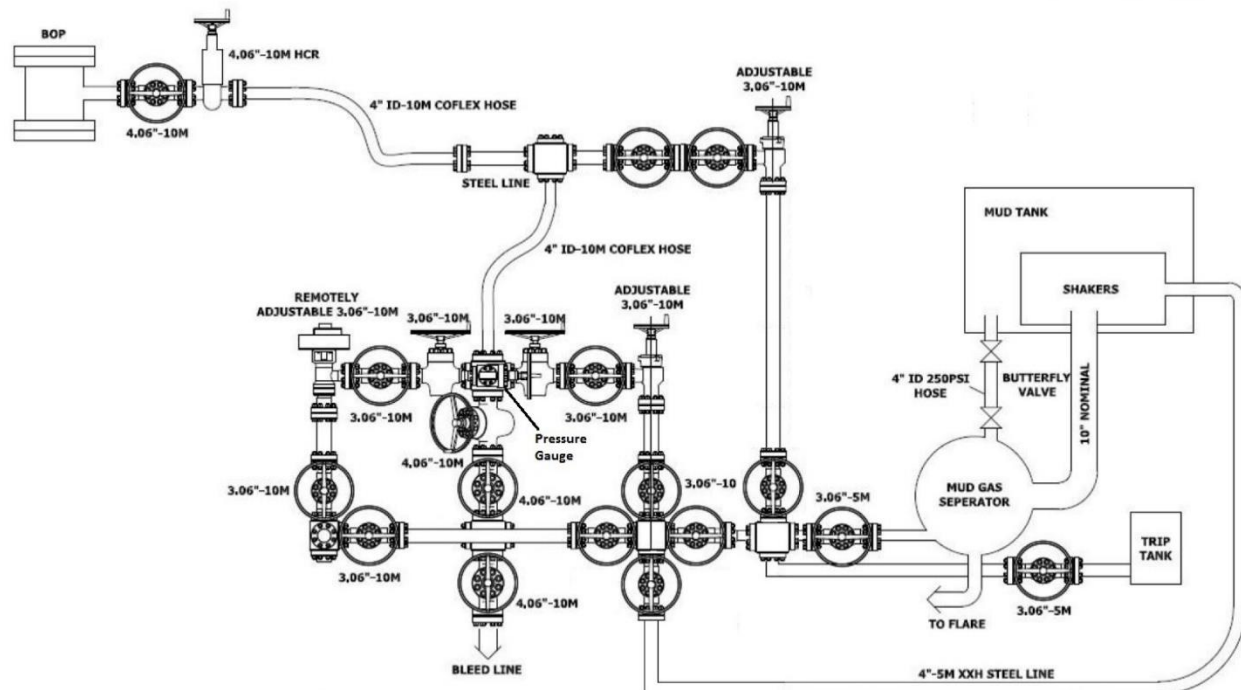 BOP
4.06"-10M HCR
4.06"-10M
4" ID-10M COFLEX HOSE
STEEL LINE
ADJUSTABLE
3.06"-10M
4" ID-10M COFLEX HOSE
MUD TANK
SHAKERS
REMOTELY
ADJUSTABLE 3.06"-10M
3.06"-10M
3.06"-10M
ADJUSTABLE
3.06"-10M
4" ID 250PSI
HOSE
BUTTERFLY
VALVE
10" NOMINAL
3.06"-10M
3.06"-10M
Pressure
Gauge
4.06"-10M
3.06"-10M
4.06"-10M
3.06"-10
3.06"-5M
MUD GAS
SEPERATOR
TRIP
TANK
3.06"-10M
4.06"-10M
3.06"-5M
TO FLARE
BLEED LINE
4"-5M XXH STEEL LINE